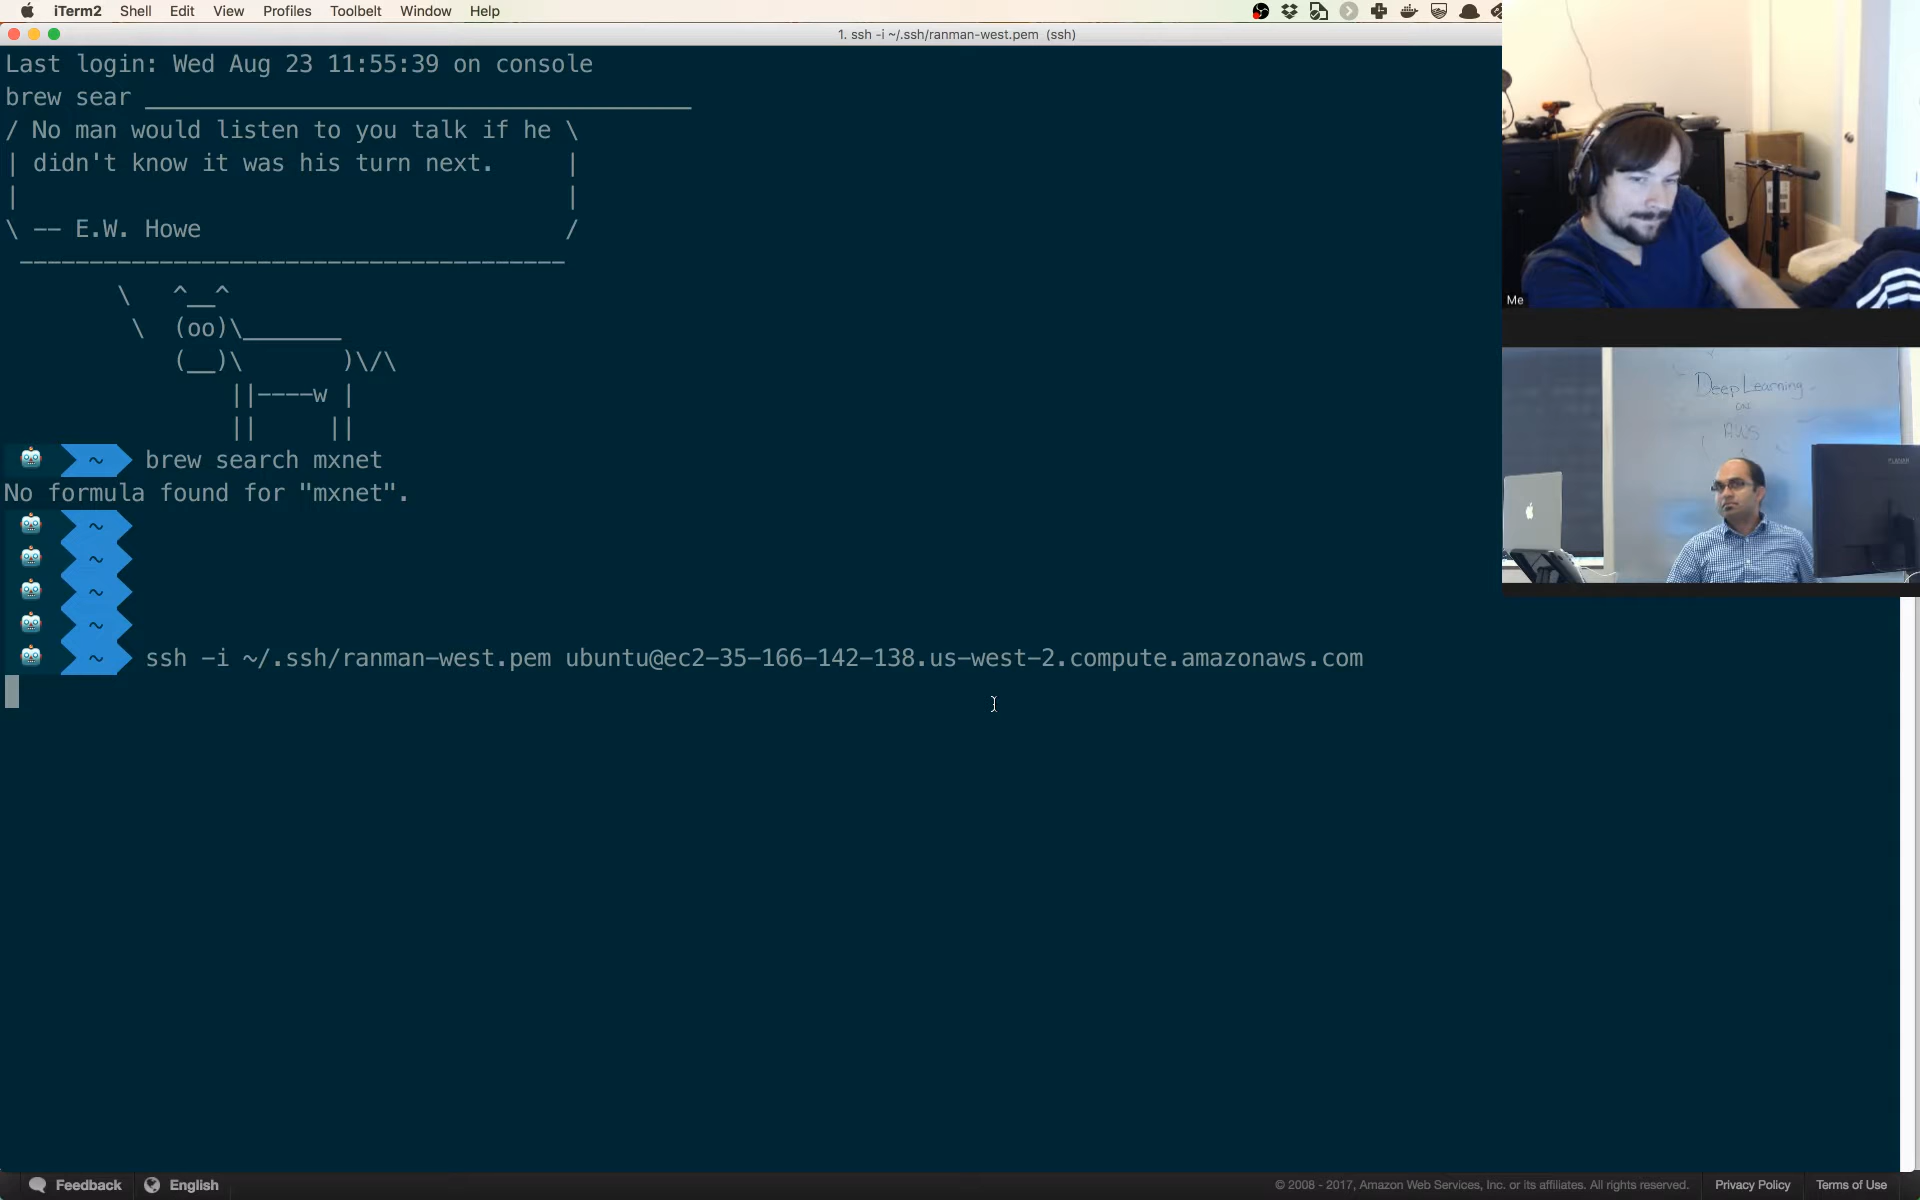 iTerm2 Shell Edit View Profiles Toolbelt Window Help
1. ssh -i ~/.ssh/ranman-west.pem (ssh)
Last login: Wed Aug 23 11:55:39 on console
brew sear _______________________________________
/ No man would listen to you talk if he \
| didn't know it was his turn next.     |
|                                       |
\ -- E.W. Howe                          /
 ---------------------------------------
        \   ^__^
         \  (oo)\_______
            (__)\       )\/\
                ||----w |
                ||     ||
~ brew search mxnet
No formula found for "mxnet".
~
~
~
~
~ ssh -i ~/.ssh/ranman-west.pem ubuntu@ec2-35-166-142-138.us-west-2.compute.amazonaws.com
Me
Deep Learning
on
AWS
Feedback English © 2008 - 2017, Amazon Web Services, Inc. or its affiliates. All rights reserved. Privacy Policy Terms of Use